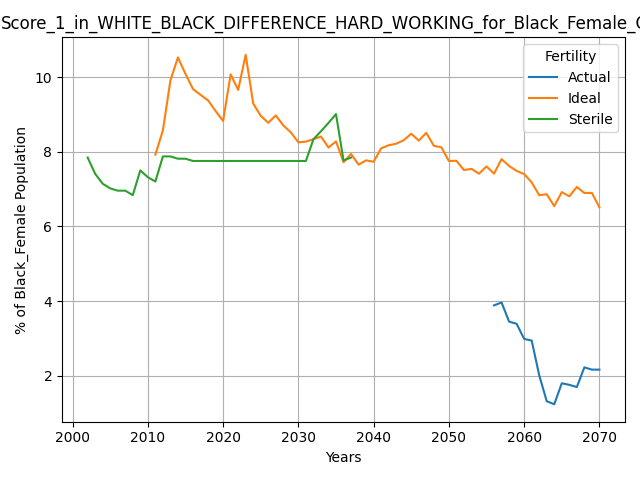 Score_1_in_WHITE_BLACK_DIFFERENCE_HARD_WORKING_for_Black_Female_
Fertility
Actual
Ideal
Sterile
% of Black_Female Population
10
8
6
4
2
2000 2010 2020 2030 2040 2050 2060 2070
Years